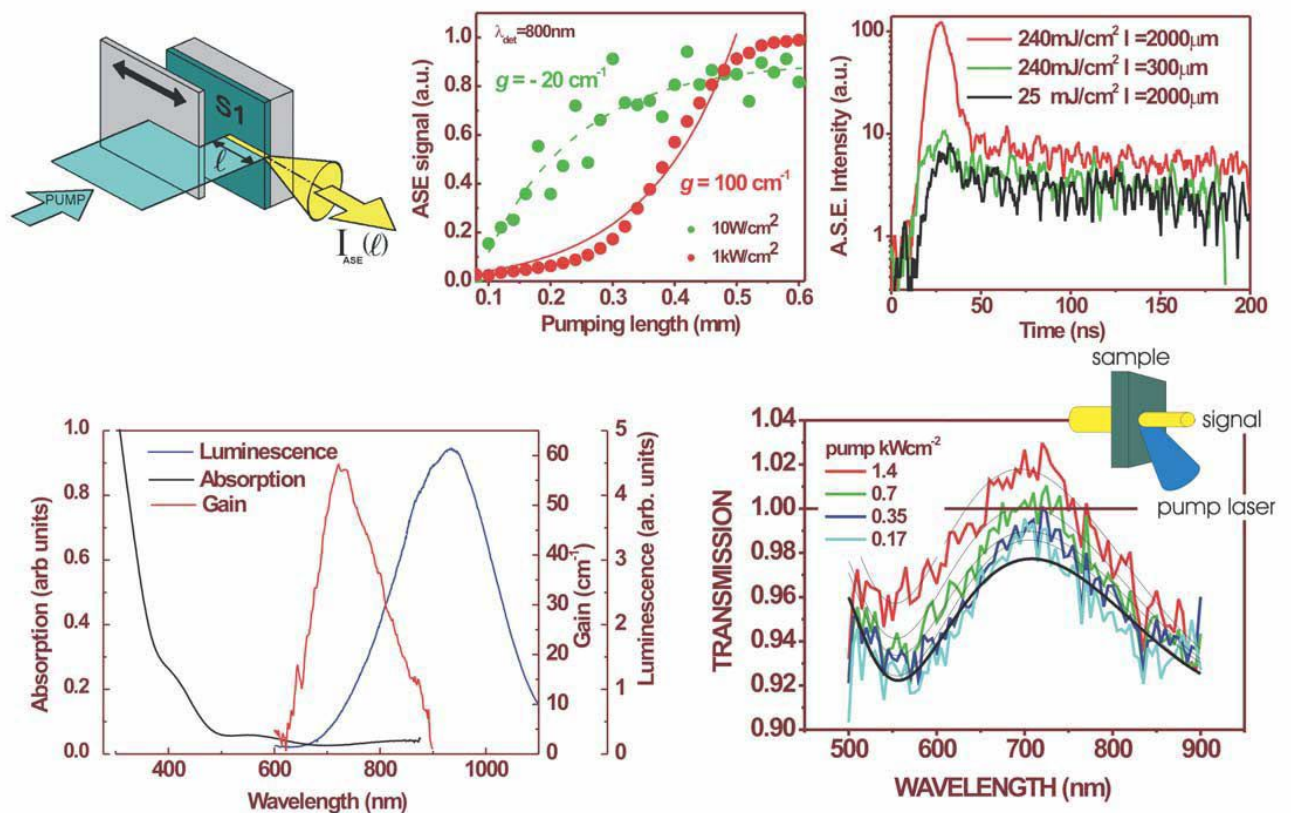 S1
ℓ
PUMP
I_ASE(ℓ)
ASE signal (a.u.)
1.0
0.8
0.6
0.4
0.2
0.0
λdet=800nm
g = - 20 cm⁻¹
g = 100 cm⁻¹
10W/cm²
1kW/cm²
0.1 0.2 0.3 0.4 0.5 0.6
Pumping length (mm)
A.S.E. Intensity (a.u.)
100
10
1
240mJ/cm² l =2000µm
240mJ/cm² l =300µm
25 mJ/cm² l =2000µm
0 50 100 150 200
Time (ns)
Absorption (arb units)
1.0
0.8
0.6
0.4
0.2
0.0
Luminescence
Absorption
Gain
60
50
40
30
20
10
0
Gain (cm⁻¹)
5
4
3
2
1
0
Luminescence (arb. units)
400 600 800 1000
Wavelength (nm)
sample
signal
pump laser
TRANSMISSION
1.04
1.02
1.00
0.98
0.96
0.94
0.92
0.90
pump kWcm⁻²
1.4
0.7
0.35
0.17
500 600 700 800 900
WAVELENGTH (nm)